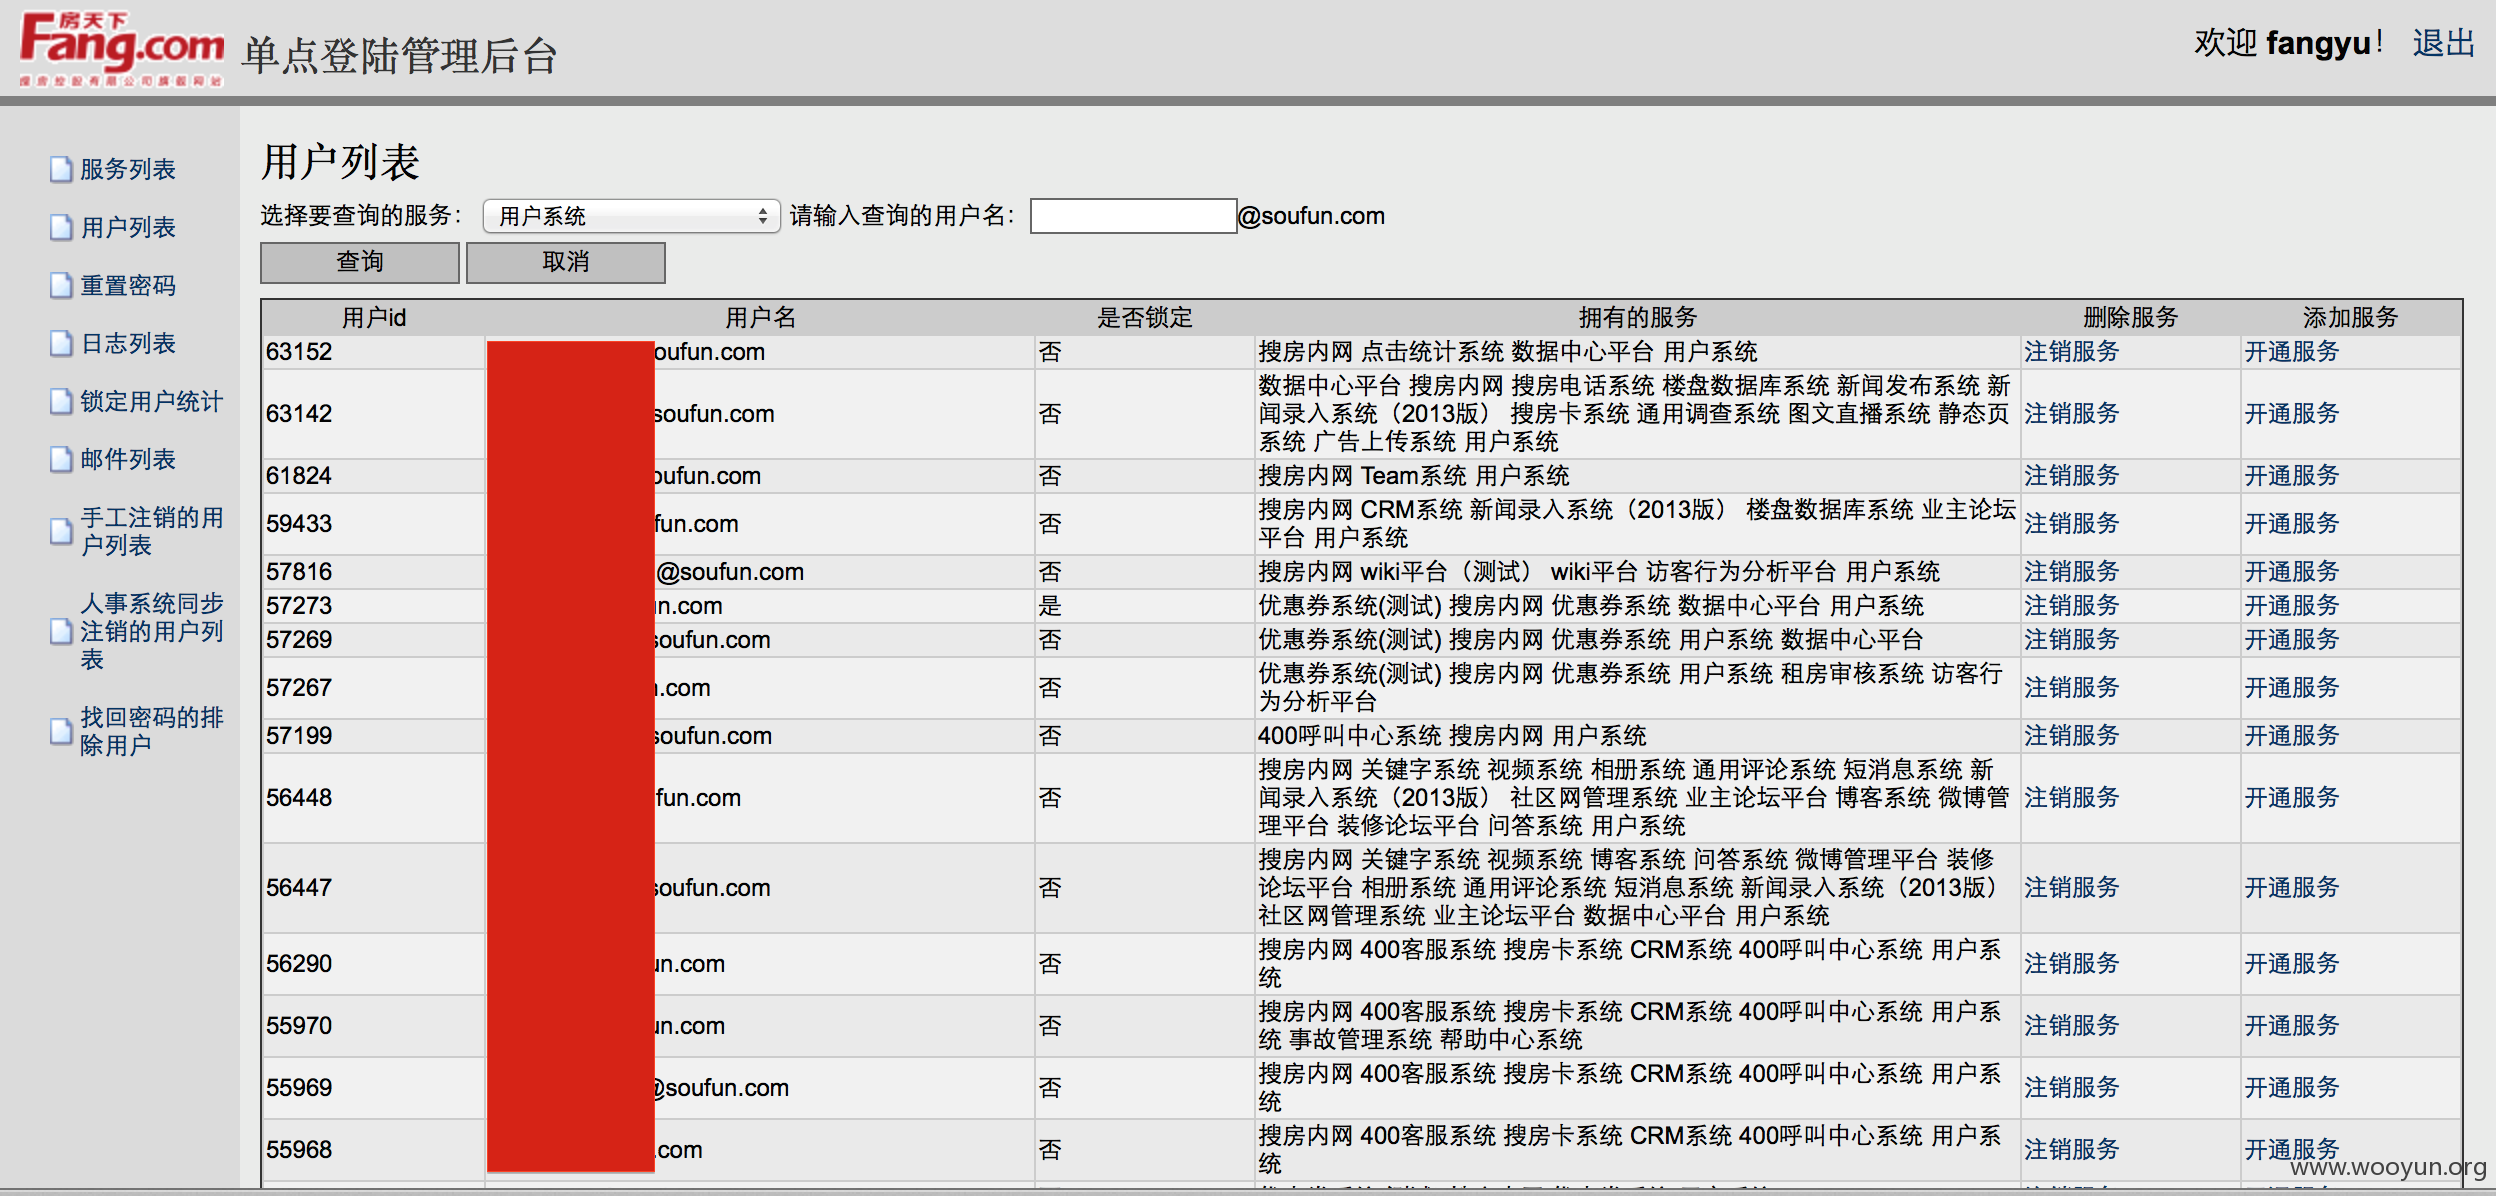 房天下
Fang.com
搜房控股有限公司旗舰网站
单点登陆管理后台
欢迎 fangyu! 退出
服务列表
用户列表
重置密码
日志列表
锁定用户统计
邮件列表
手工注销的用
户列表
人事系统同步
注销的用户列
表
找回密码的排
除用户
用户列表
选择要查询的服务: 用户系统 请输入查询的用户名: @soufun.com
查询 取消
用户id 用户名 是否锁定 拥有的服务 删除服务 添加服务
63152 oufun.com 否 搜房内网 点击统计系统 数据中心平台 用户系统 注销服务 开通服务
数据中心平台 搜房内网 搜房电话系统 楼盘数据库系统 新闻发布系统 新
63142 soufun.com 否 闻录入系统（2013版） 搜房卡系统 通用调查系统 图文直播系统 静态页 注销服务 开通服务
系统 广告上传系统 用户系统
61824 oufun.com 否 搜房内网 Team系统 用户系统 注销服务 开通服务
搜房内网 CRM系统 新闻录入系统（2013版） 楼盘数据库系统 业主论坛
59433 fun.com 否 注销服务 开通服务
平台 用户系统
57816 @soufun.com 否 搜房内网 wiki平台（测试） wiki平台 访客行为分析平台 用户系统 注销服务 开通服务
57273 n.com 是 优惠券系统(测试) 搜房内网 优惠券系统 数据中心平台 用户系统 注销服务 开通服务
57269 soufun.com 否 优惠券系统(测试) 搜房内网 优惠券系统 用户系统 数据中心平台 注销服务 开通服务
优惠券系统(测试) 搜房内网 优惠券系统 用户系统 租房审核系统 访客行
57267 .com 否 注销服务 开通服务
为分析平台
57199 soufun.com 否 400呼叫中心系统 搜房内网 用户系统 注销服务 开通服务
搜房内网 关键字系统 视频系统 相册系统 通用评论系统 短消息系统 新
56448 fun.com 否 闻录入系统（2013版） 社区网管理系统 业主论坛平台 博客系统 微博管 注销服务 开通服务
理平台 装修论坛平台 问答系统 用户系统
搜房内网 关键字系统 视频系统 博客系统 问答系统 微博管理平台 装修
56447 soufun.com 否 论坛平台 相册系统 通用评论系统 短消息系统 新闻录入系统（2013版） 注销服务 开通服务
社区网管理系统 业主论坛平台 数据中心平台 用户系统
搜房内网 400客服系统 搜房卡系统 CRM系统 400呼叫中心系统 用户系
56290 un.com 否 注销服务 开通服务
统
搜房内网 400客服系统 搜房卡系统 CRM系统 400呼叫中心系统 用户系
55970 un.com 否 注销服务 开通服务
统 事故管理系统 帮助中心系统
搜房内网 400客服系统 搜房卡系统 CRM系统 400呼叫中心系统 用户系
55969 @soufun.com 否 注销服务 开通服务
统
搜房内网 400客服系统 搜房卡系统 CRM系统 400呼叫中心系统 用户系
55968 .com 否 注销服务 开通服务
统
www.wooyun.org